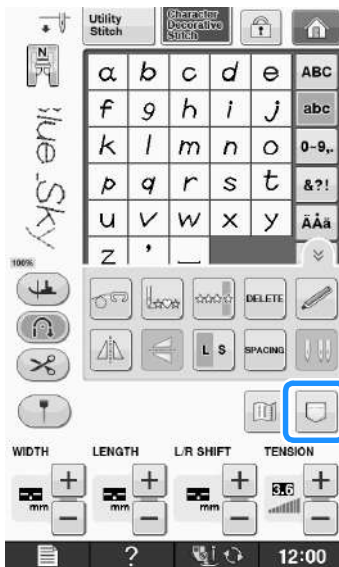 Utility Stitch
Character Decorative Stitch
N
a b c d e ABC
f g h i j abc
k l m n o 0-9,.
p q r s t &?!
u v w x y ÄÅä
z ' _
Blue_Sky
100%
DELETE
L S SPACING
WIDTH LENGTH L/R SHIFT TENSION
-.-- mm + - -.-- mm + - -.-- mm + - 3.6 + -
? 12:00